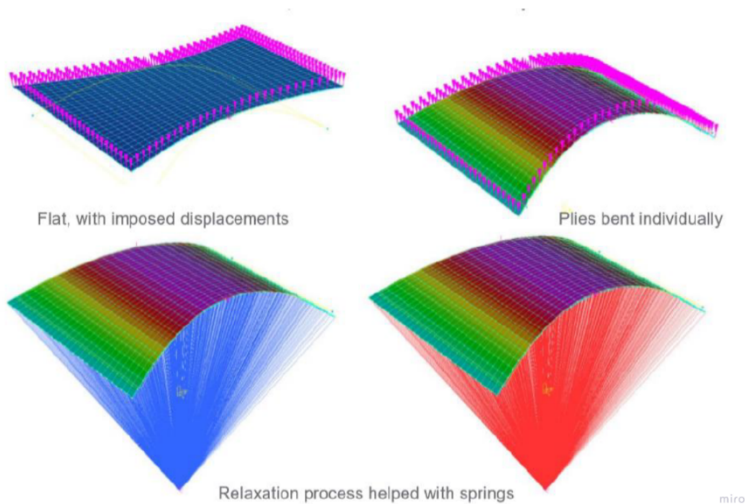 Flat, with imposed displacements
Plies bent individually
Relaxation process helped with springs
miro